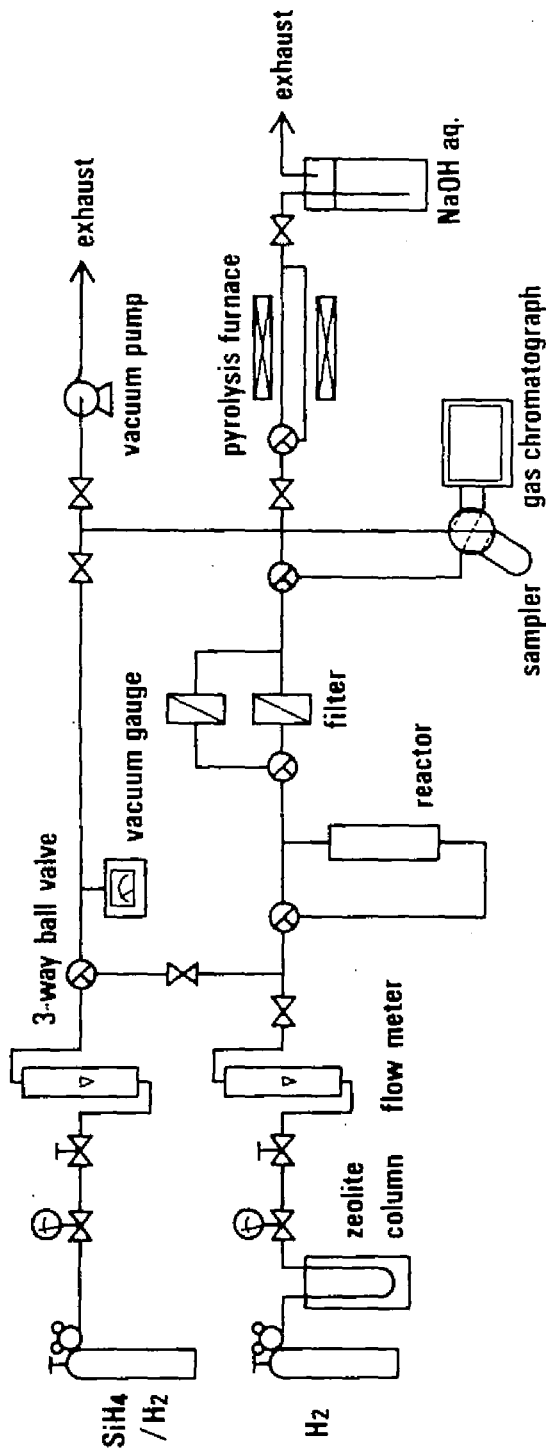 SiH4
/ H2
3-way ball valve
vacuum gauge
vacuum pump
exhaust
H2
zeolite
column
flow meter
reactor
filter
pyrolysis furnace
exhaust
NaOH aq.
sampler
gas chromatograph